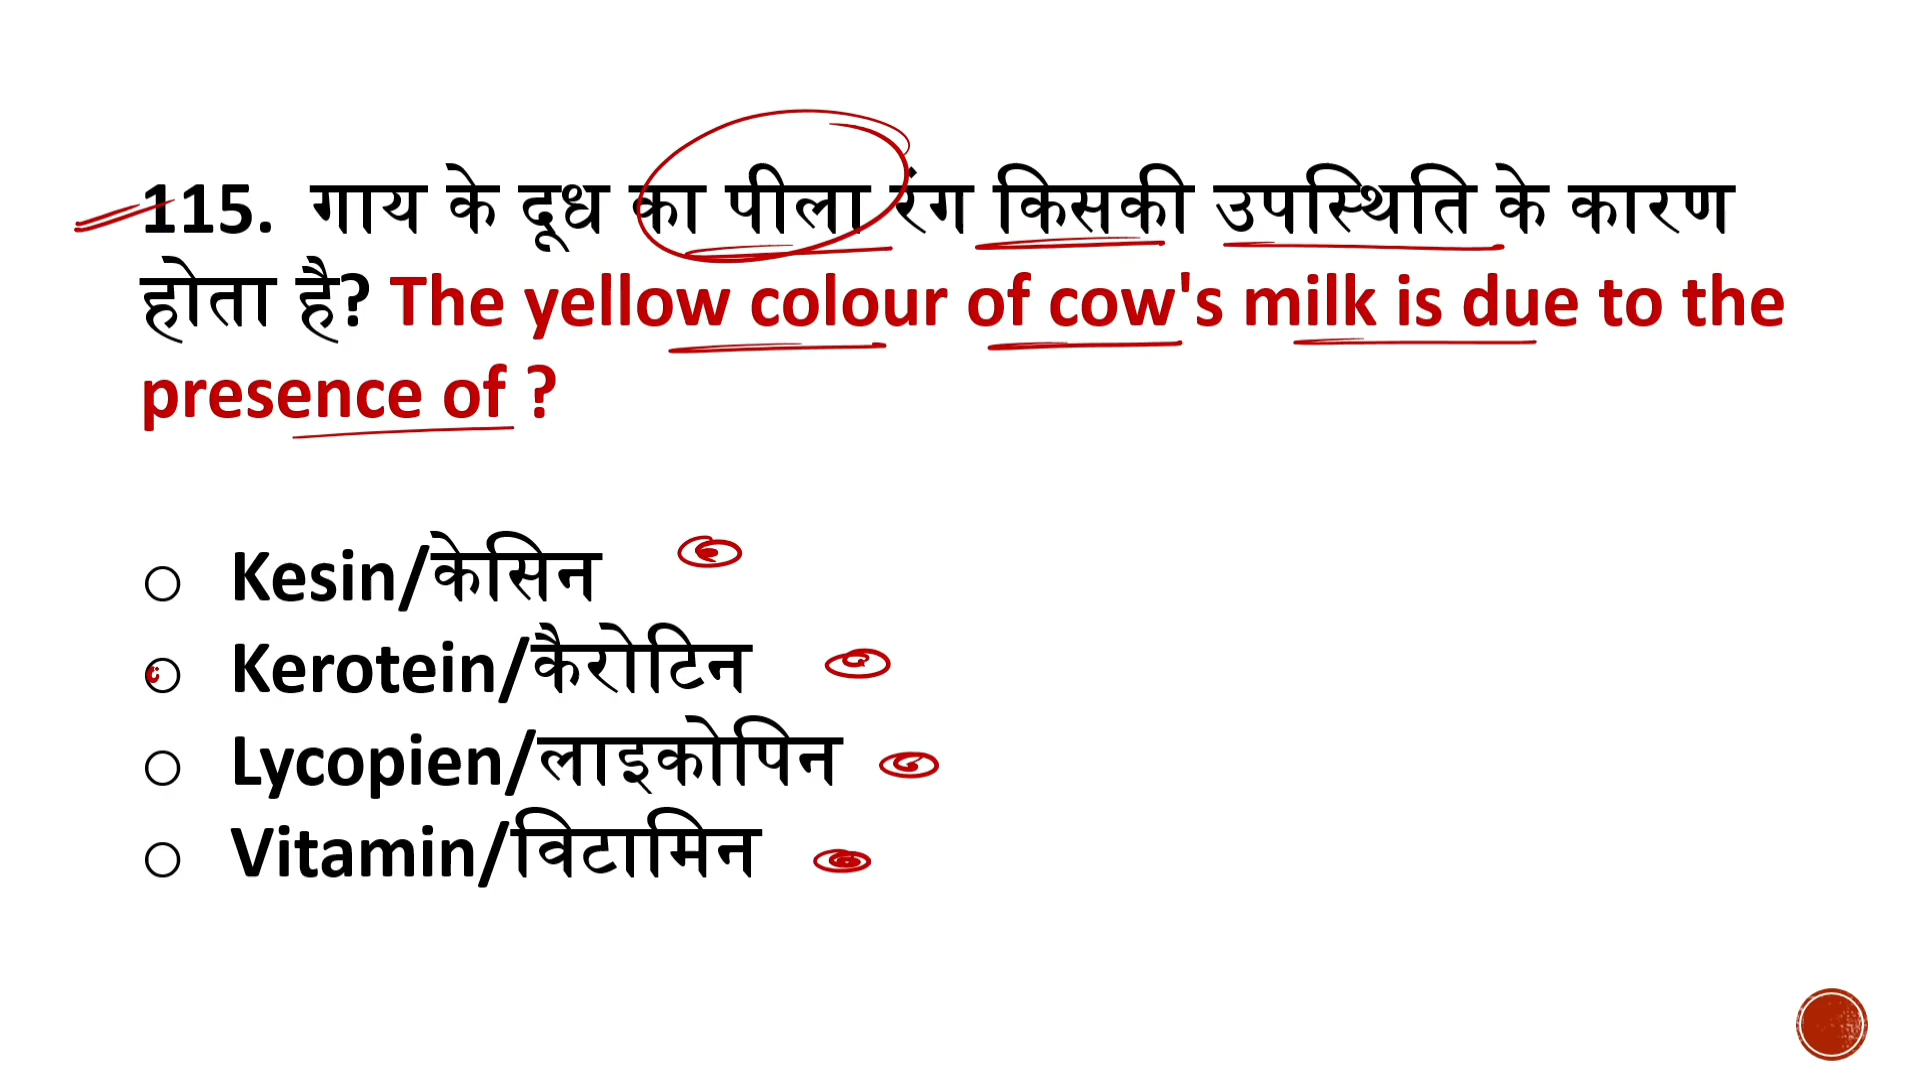 115. गाय के दूध का पीला रंग किसकी उपस्थिति के कारण
होता है? The yellow colour of cow's milk is due to the
presence of ?
Kesin/केसिन
Kerotein/कैरोटिन
Lycopien/लाइकोपिन
Vitamin/विटामिन